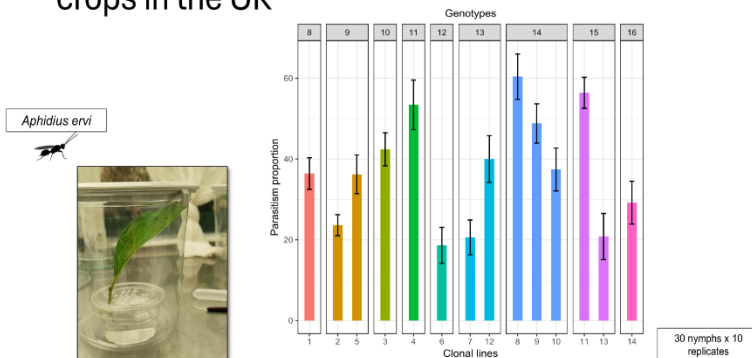 crops in the UK
Aphidius ervi
Genotypes
8 9 10 11 12 13 14 15 16
Parasitism proportion
60
40
20
0
1 2 5 3 4 6 7 12 8 9 10 11 13 14
Clonal lines
30 nymphs x 10
replicates